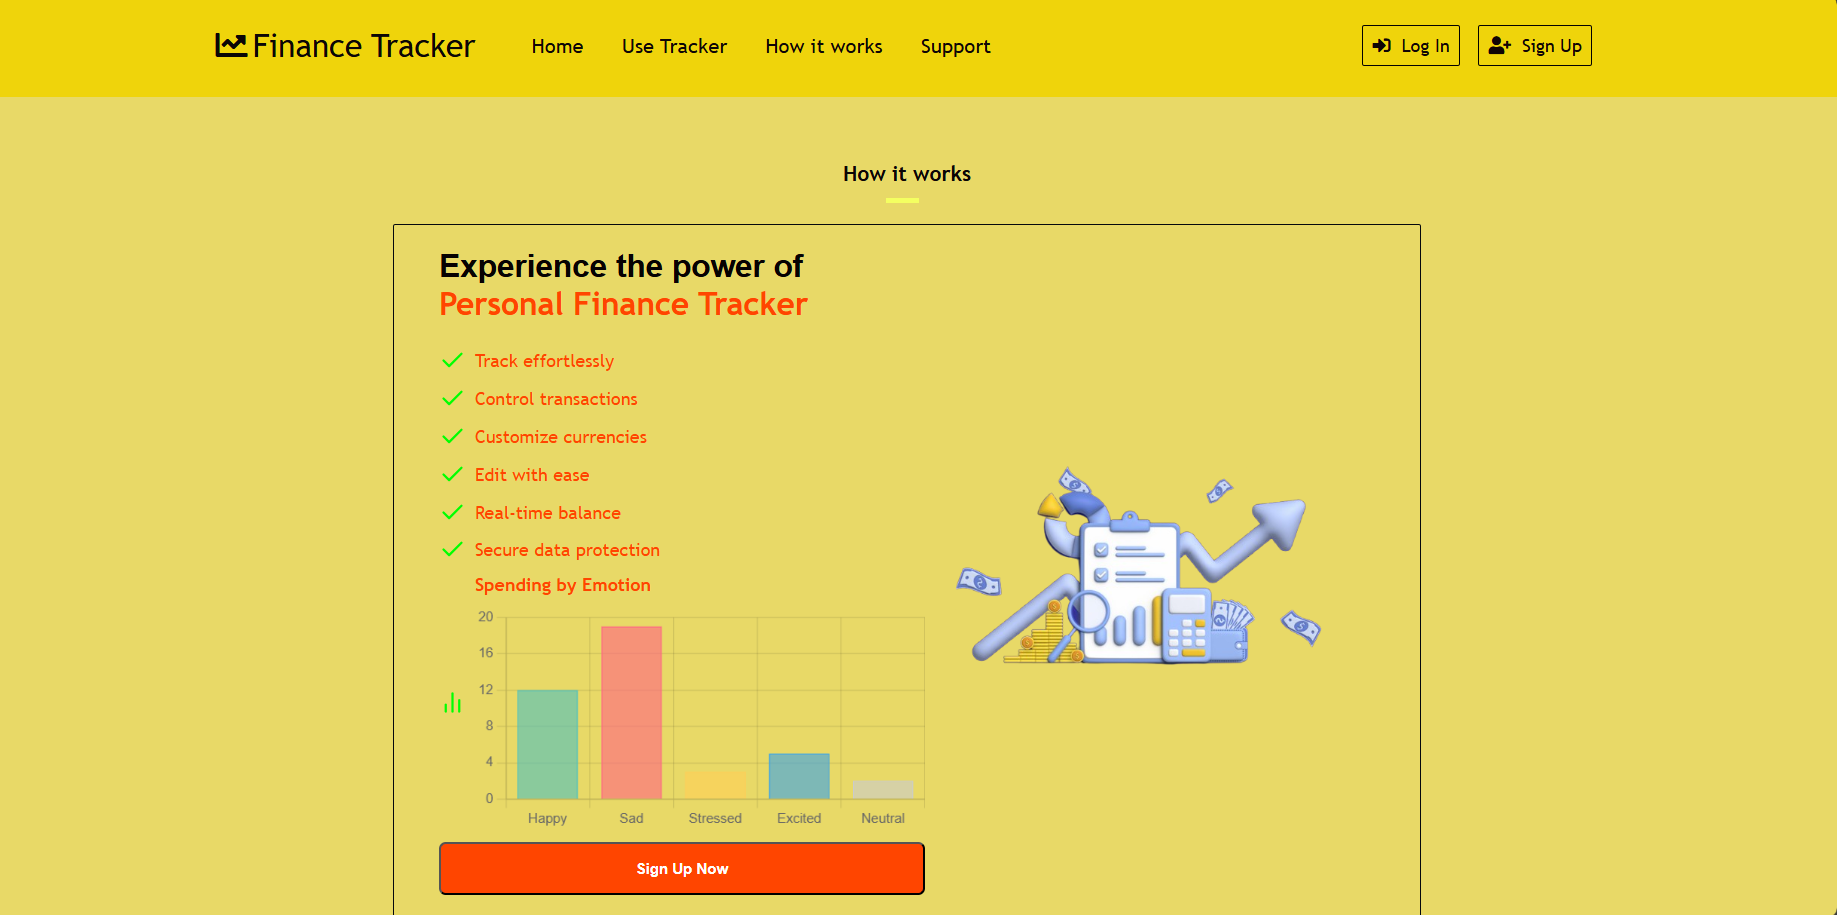 Finance Tracker
Home
Use Tracker
How it works
Support
Log In
Sign Up
How it works
Experience the power of
Personal Finance Tracker
Track effortlessly
Control transactions
Customize currencies
Edit with ease
Real-time balance
Secure data protection
Spending by Emotion
20
16
12
8
4
0
Happy Sad Stressed Excited Neutral
Sign Up Now